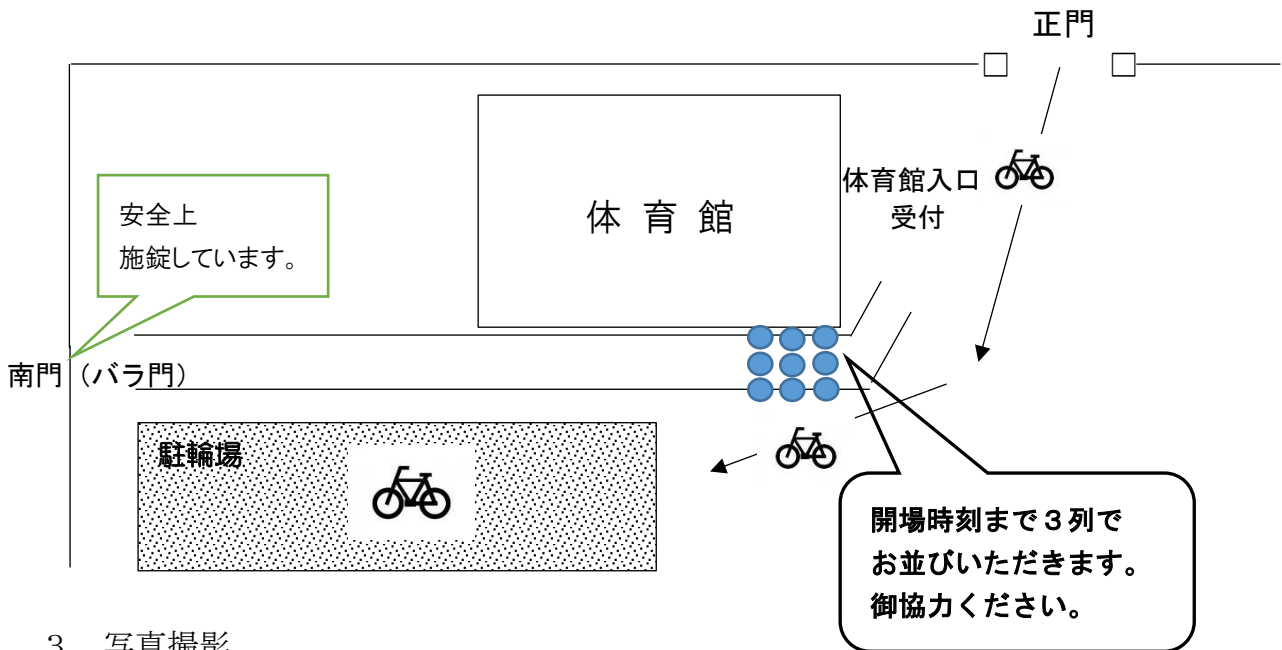 正門
体育館入口
受付
体 育 館
安全上
施錠しています。
南門（バラ門）
駐輪場
開場時刻まで３列で
お並びいただきます。
御協力ください。
３　写真撮影